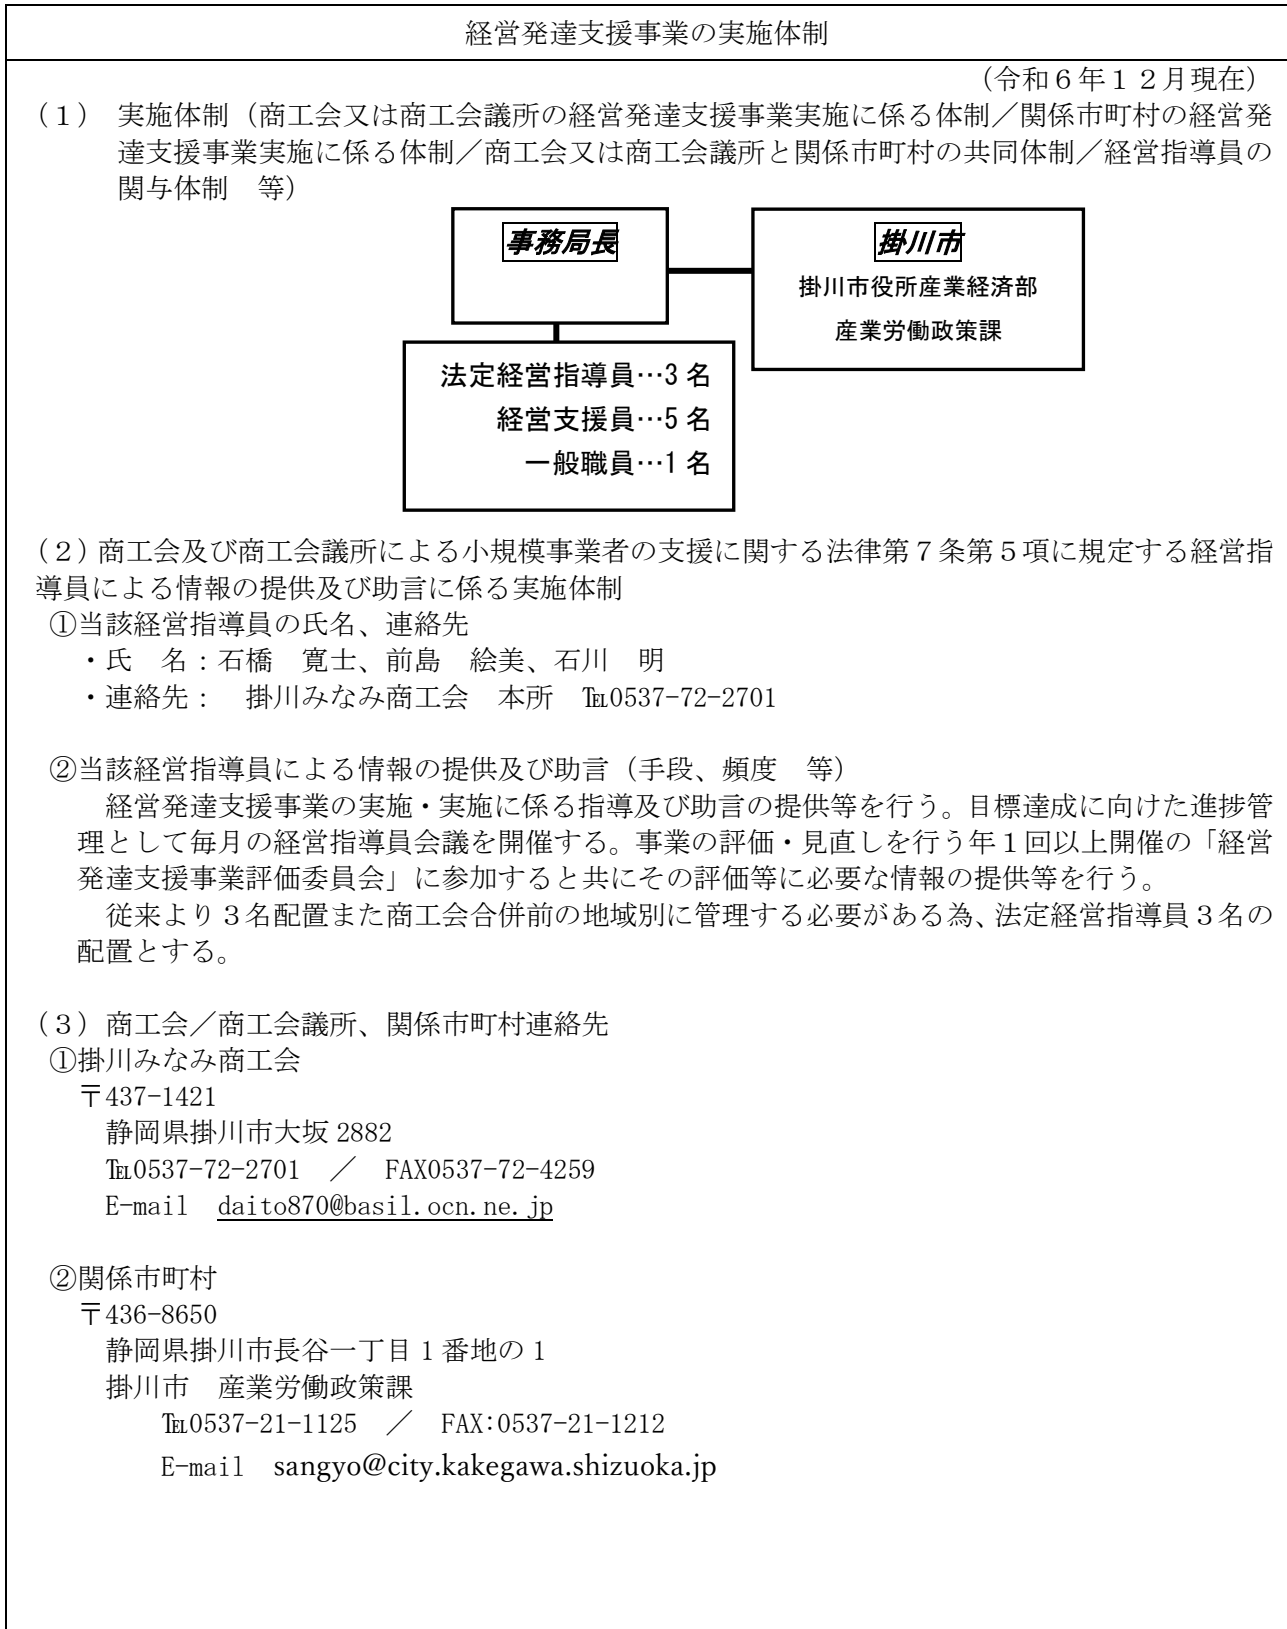 経営発達支援事業の実施体制
（令和６年１２月現在）
（１）　実施体制（商工会又は商工会議所の経営発達支援事業実施に係る体制／関係市町村の経営発
達支援事業実施に係る体制／商工会又は商工会議所と関係市町村の共同体制／経営指導員の
関与体制　等）
事務局長
掛川市
掛川市役所産業経済部
産業労働政策課
法定経営指導員…3 名
経営支援員…5 名
一般職員…1 名
（２）商工会及び商工会議所による小規模事業者の支援に関する法律第７条第５項に規定する経営指
導員による情報の提供及び助言に係る実施体制
①当該経営指導員の氏名、連絡先
・氏　名：石橋　寛士、前島　絵美、石川　明
・連絡先：　掛川みなみ商工会　本所　℡0537-72-2701
②当該経営指導員による情報の提供及び助言（手段、頻度　等）
経営発達支援事業の実施・実施に係る指導及び助言の提供等を行う。目標達成に向けた進捗管
理として毎月の経営指導員会議を開催する。事業の評価・見直しを行う年１回以上開催の「経営
発達支援事業評価委員会」に参加すると共にその評価等に必要な情報の提供等を行う。
従来より３名配置また商工会合併前の地域別に管理する必要がある為、法定経営指導員３名の
配置とする。
（３）商工会／商工会議所、関係市町村連絡先
①掛川みなみ商工会
〒437-1421
静岡県掛川市大坂 2882
℡0537-72-2701　／　FAX0537-72-4259
E-mail　daito870@basil.ocn.ne.jp
②関係市町村
〒436-8650
静岡県掛川市長谷一丁目１番地の１
掛川市　産業労働政策課
℡0537-21-1125　／　FAX:0537-21-1212
E-mail　sangyo@city.kakegawa.shizuoka.jp